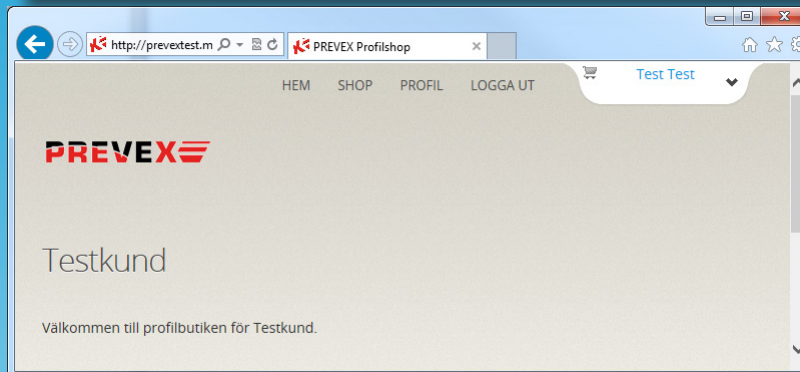 http://prevextest.m
PREVEX Profilshop
HEM SHOP PROFIL LOGGA UT
Test Test
PREVEX
Testkund
Välkommen till profilbutiken för Testkund.